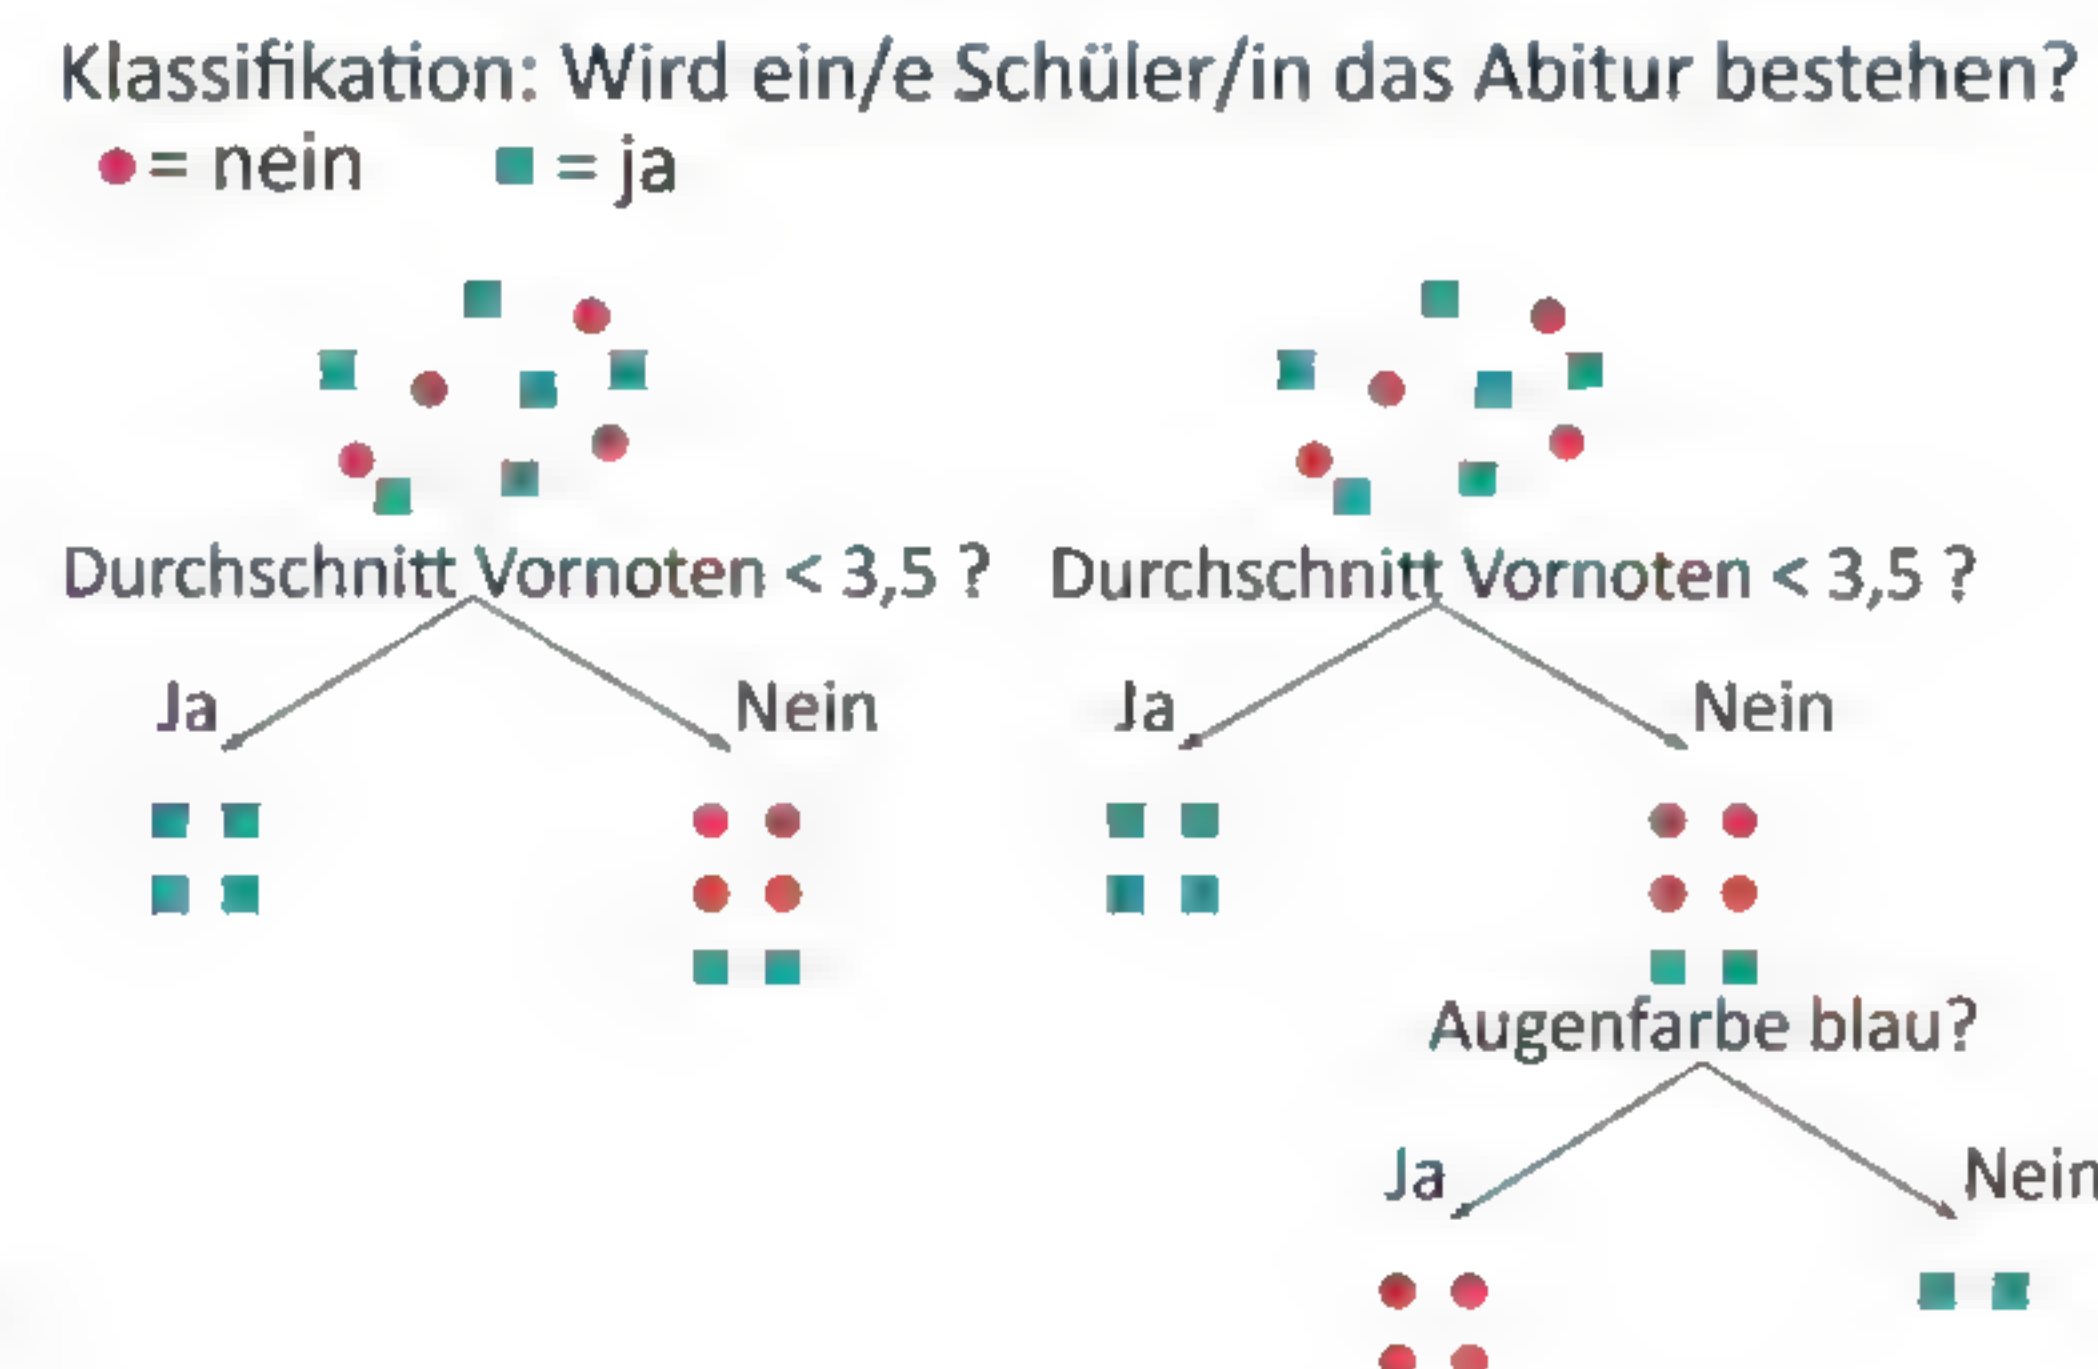 Klassifikation: Wird ein/e Schüler/in das Abitur bestehen?
= nein = ja
Durchschnitt Vornoten < 3,5 ? Durchschnitt Vornoten < 3,5 ?
Ja Nein Ja Nein
Augenfarbe blau?
Ja Nein